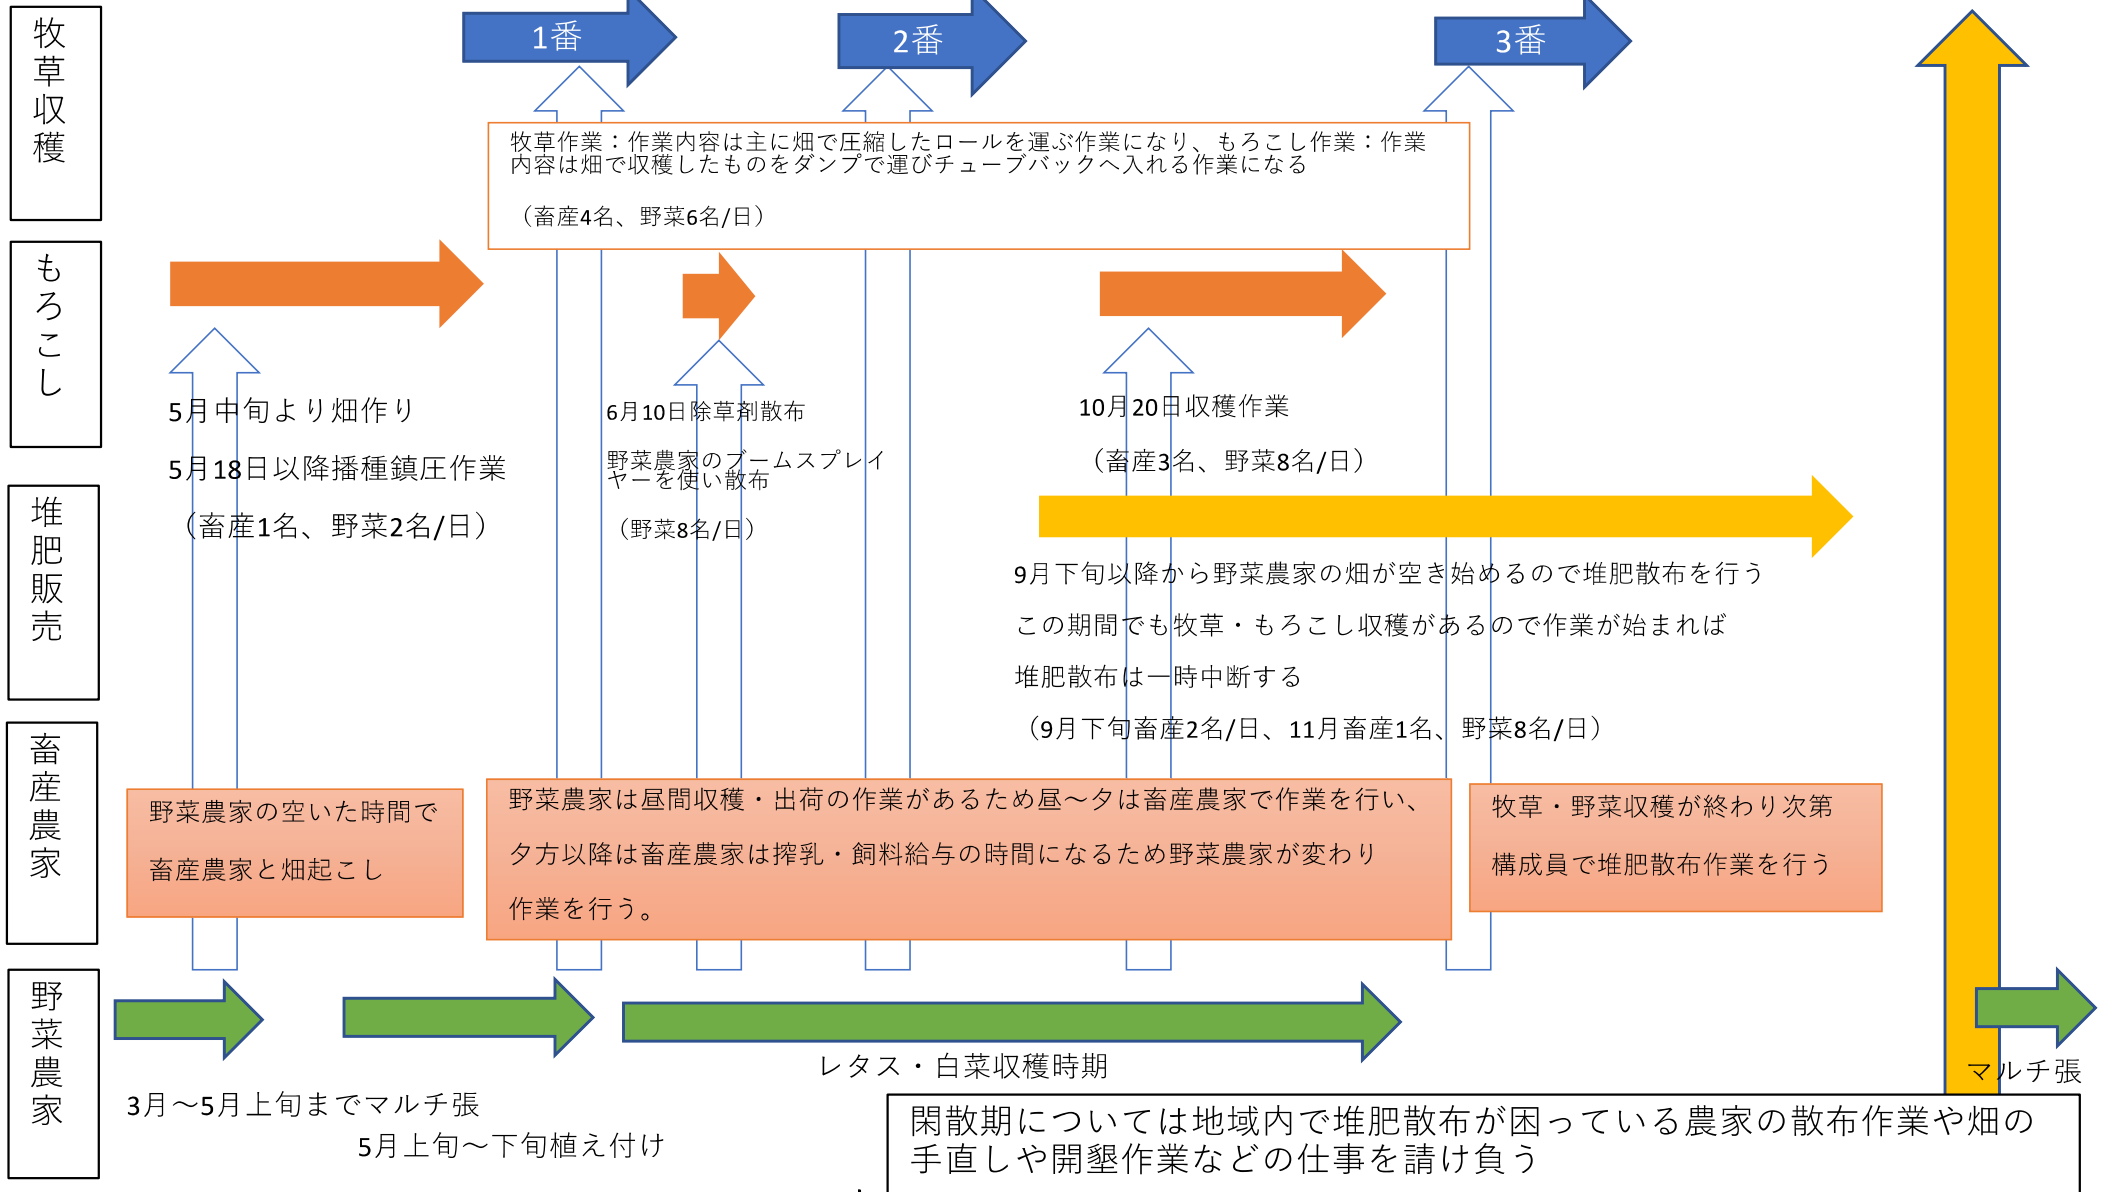 牧草収穫
1番
2番
3番
牧草作業：作業内容は主に畑で圧縮したロールを運ぶ作業になり、もろこし作業：作業
内容は畑で収穫したものをダンプで運びチューブバックへ入れる作業になる
（畜産4名、野菜6名/日）
もろこし
5月中旬より畑作り
5月18日以降播種鎮圧作業
（畜産1名、野菜2名/日）
6月10日除草剤散布
野菜農家のブームスプレイ
ヤーを使い散布
（野菜8名/日）
10月20日収穫作業
（畜産3名、野菜8名/日）
堆肥販売
9月下旬以降から野菜農家の畑が空き始めるので堆肥散布を行う
この期間でも牧草・もろこし収穫があるので作業が始まれば
堆肥散布は一時中断する
（9月下旬畜産2名/日、11月畜産1名、野菜8名/日）
畜産農家
野菜農家の空いた時間で
畜産農家と畑起こし
野菜農家は昼間収穫・出荷の作業があるため昼～夕は畜産農家で作業を行い、
夕方以降は畜産農家は搾乳・飼料給与の時間になるため野菜農家が変わり
作業を行う。
牧草・野菜収穫が終わり次第
構成員で堆肥散布作業を行う
野菜農家
3月～5月上旬までマルチ張
5月上旬～下旬植え付け
レタス・白菜収穫時期
マルチ張
閑散期については地域内で堆肥散布が困っている農家の散布作業や畑の
手直しや開墾作業などの仕事を請け負う